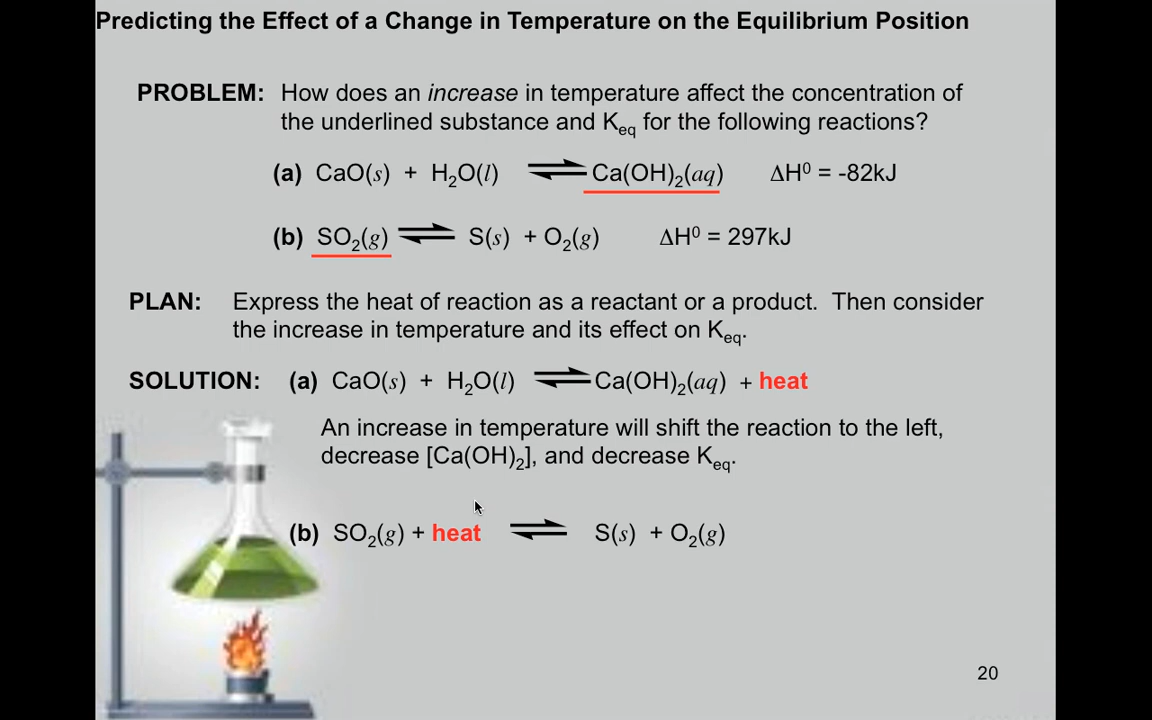 Predicting the Effect of a Change in Temperature on the Equilibrium Position
PROBLEM: How does an increase in temperature affect the concentration of
the underlined substance and Keq for the following reactions?
(a) CaO(s) + H₂O(l) ⇌ Ca(OH)₂(aq) ΔH⁰ = -82kJ
(b) SO₂(g) ⇌ S(s) + O₂(g) ΔH⁰ = 297kJ
PLAN: Express the heat of reaction as a reactant or a product. Then consider
the increase in temperature and its effect on Keq.
SOLUTION: (a) CaO(s) + H₂O(l) ⇌ Ca(OH)₂(aq) + heat
An increase in temperature will shift the reaction to the left,
decrease [Ca(OH)₂], and decrease Keq.
(b) SO₂(g) + heat ⇌ S(s) + O₂(g)
20